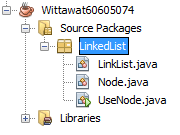 Wittawat60605074
Source Packages
LinkedList
LinkList.java
Node.java
UseNode.java
Libraries